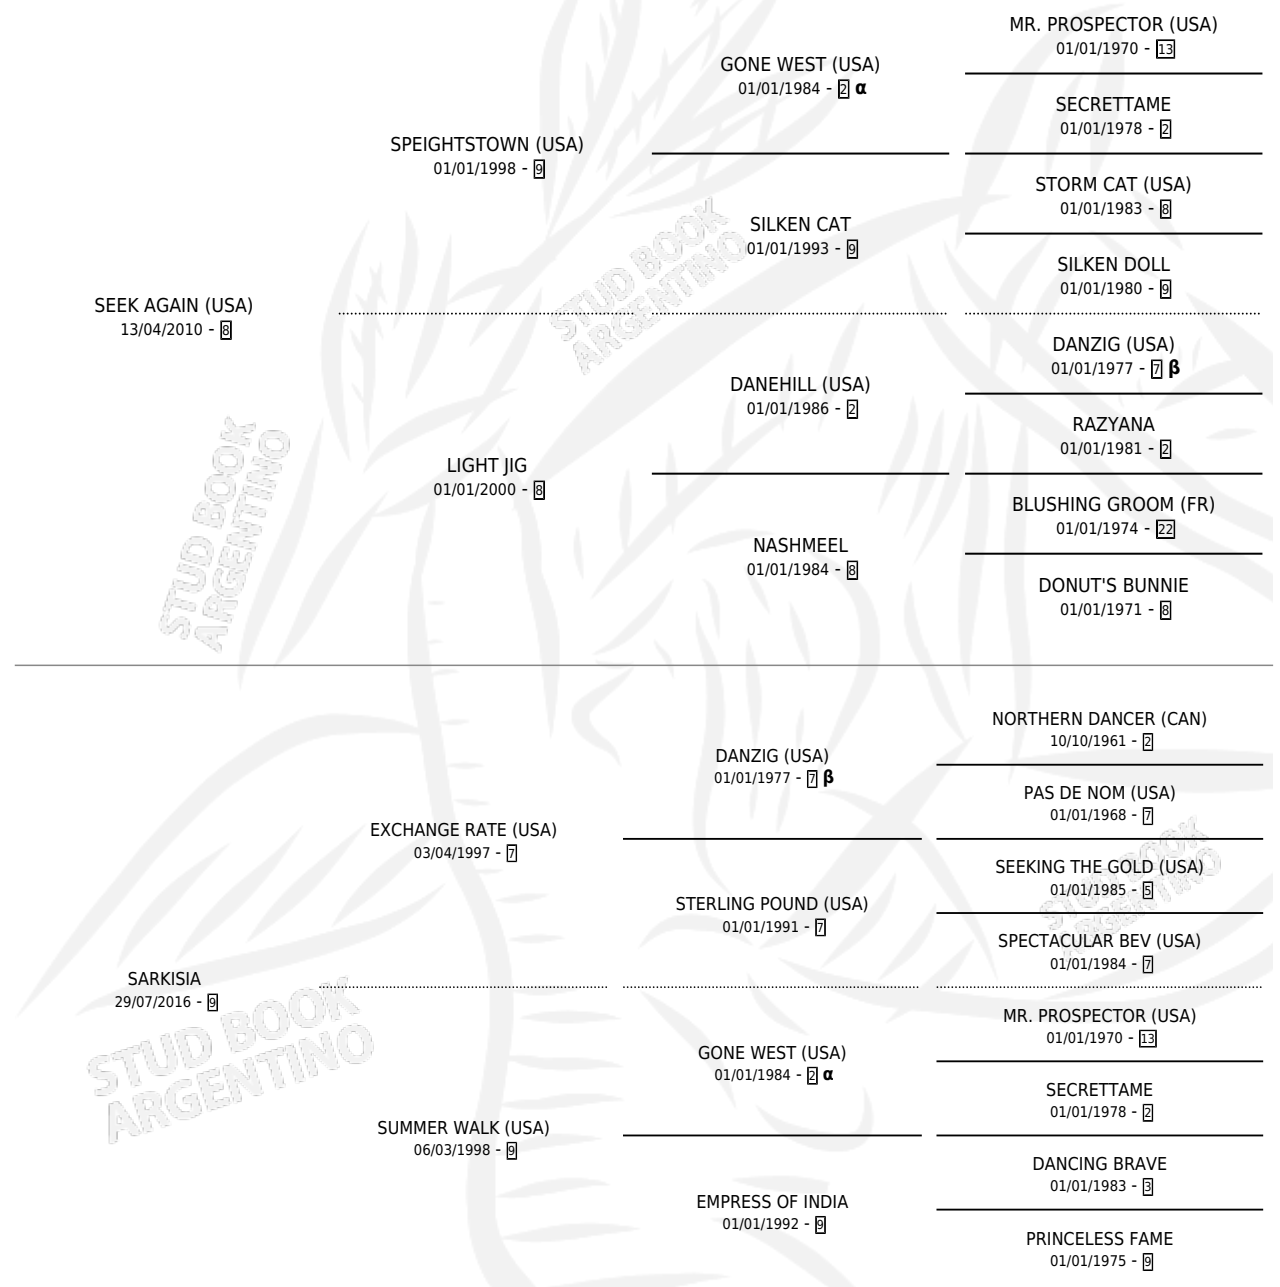 MR. PROSPECTOR (USA)
01/01/1970 - 13
GONE WEST (USA)
01/01/1984 - 2 α
SECRETTAME
01/01/1978 - 2
SPEIGHTSTOWN (USA)
01/01/1998 - 9
STORM CAT (USA)
01/01/1983 - 8
SILKEN CAT
01/01/1993 - 9
SILKEN DOLL
01/01/1980 - 9
SEEK AGAIN (USA)
13/04/2010 - 8
DANZIG (USA)
01/01/1977 - 7 β
DANEHILL (USA)
01/01/1986 - 2
RAZYANA
01/01/1981 - 2
LIGHT JIG
01/01/2000 - 8
BLUSHING GROOM (FR)
01/01/1974 - 22
NASHMEEL
01/01/1984 - 8
DONUT'S BUNNIE
01/01/1971 - 8
NORTHERN DANCER (CAN)
10/10/1961 - 2
DANZIG (USA)
01/01/1977 - 7 β
PAS DE NOM (USA)
01/01/1968 - 7
EXCHANGE RATE (USA)
03/04/1997 - 7
SEEKING THE GOLD (USA)
01/01/1985 - 5
STERLING POUND (USA)
01/01/1991 - 7
SPECTACULAR BEV (USA)
01/01/1984 - 7
SARKISIA
29/07/2016 - 9
MR. PROSPECTOR (USA)
01/01/1970 - 13
GONE WEST (USA)
01/01/1984 - 2 α
SECRETTAME
01/01/1978 - 2
SUMMER WALK (USA)
06/03/1998 - 9
DANCING BRAVE
01/01/1983 - 3
EMPRESS OF INDIA
01/01/1992 - 9
PRINCELESS FAME
01/01/1975 - 9
STUD BOOK
ARGENTINO
STUD BOOK
ARGENTINO
STUD BOOK
ARGENTINO
STUD BOOK
ARGENTINO